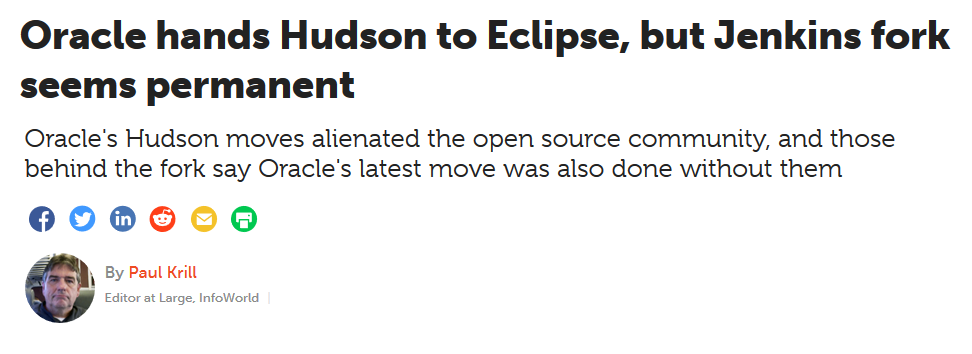 Oracle hands Hudson to Eclipse, but Jenkins fork
seems permanent
Oracle's Hudson moves alienated the open source community, and those
behind the fork say Oracle's latest move was also done without them
By Paul Krill
Editor at Large, InfoWorld